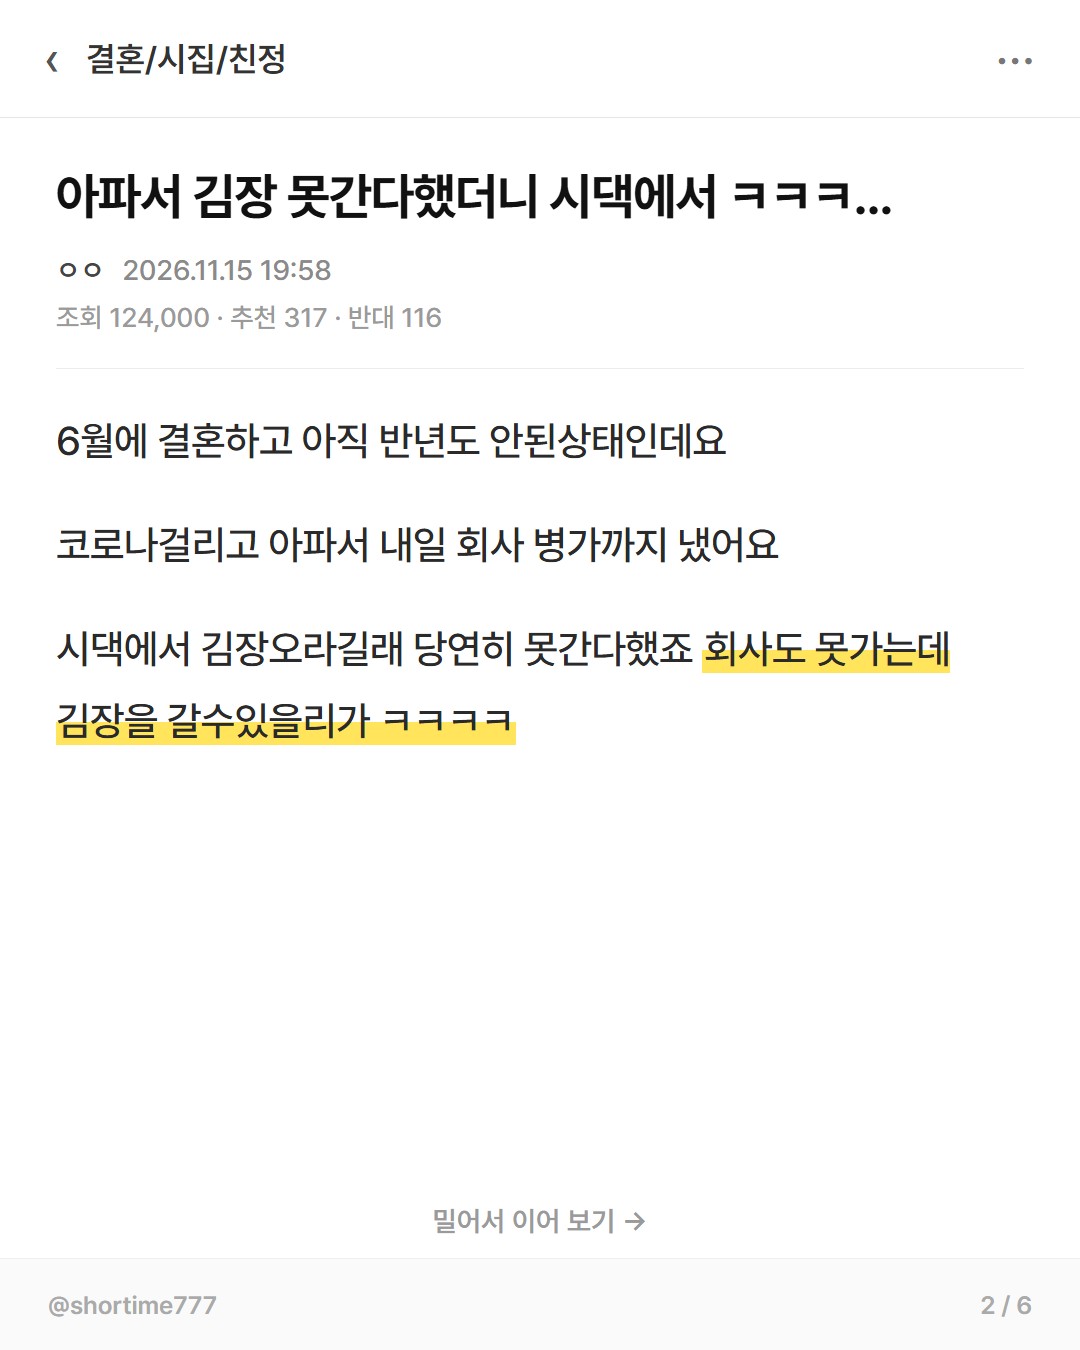 결혼/시집/친정
아파서 김장 못간다했더니 시댁에서 ㅋㅋㅋ...
ㅇㅇ 2026.11.15 19:58
조회 124,000 · 추천 317 · 반대 116
6월에 결혼하고 아직 반년도 안된상태인데요
코로나걸리고 아파서 내일 회사 병가까지 냈어요
시댁에서 김장오라길래 당연히 못간다했죠 회사도 못가는데
김장을 갈수있을리가 ㅋㅋㅋㅋ
밀어서 이어 보기 →
@shortime777 2 / 6